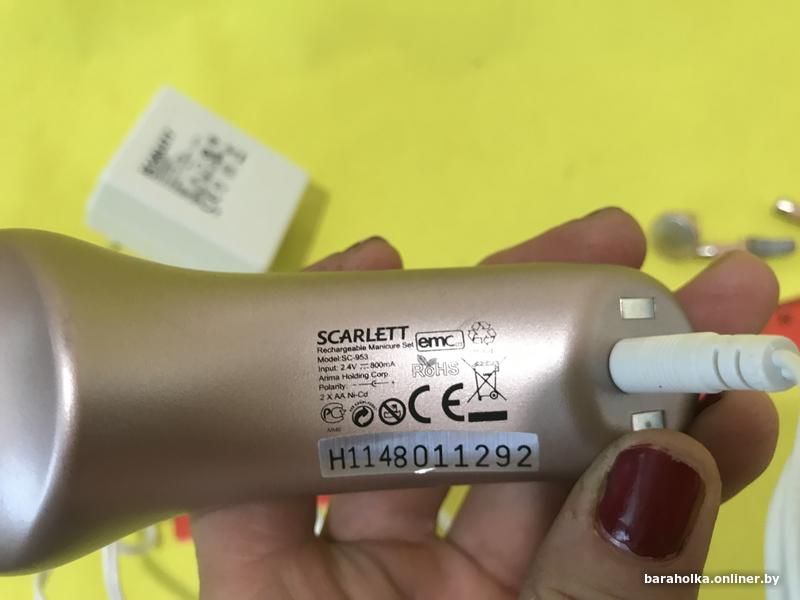 SCARLETT
emc
Rechargeable Manicure Set
Model:SC-953
Input: 2.4V ⎓ 800mA
RoHS
Arima Holding Corp.
Polarity:
2 X AA Ni-Cd
CE
H1148011292
baraholka.onliner.by